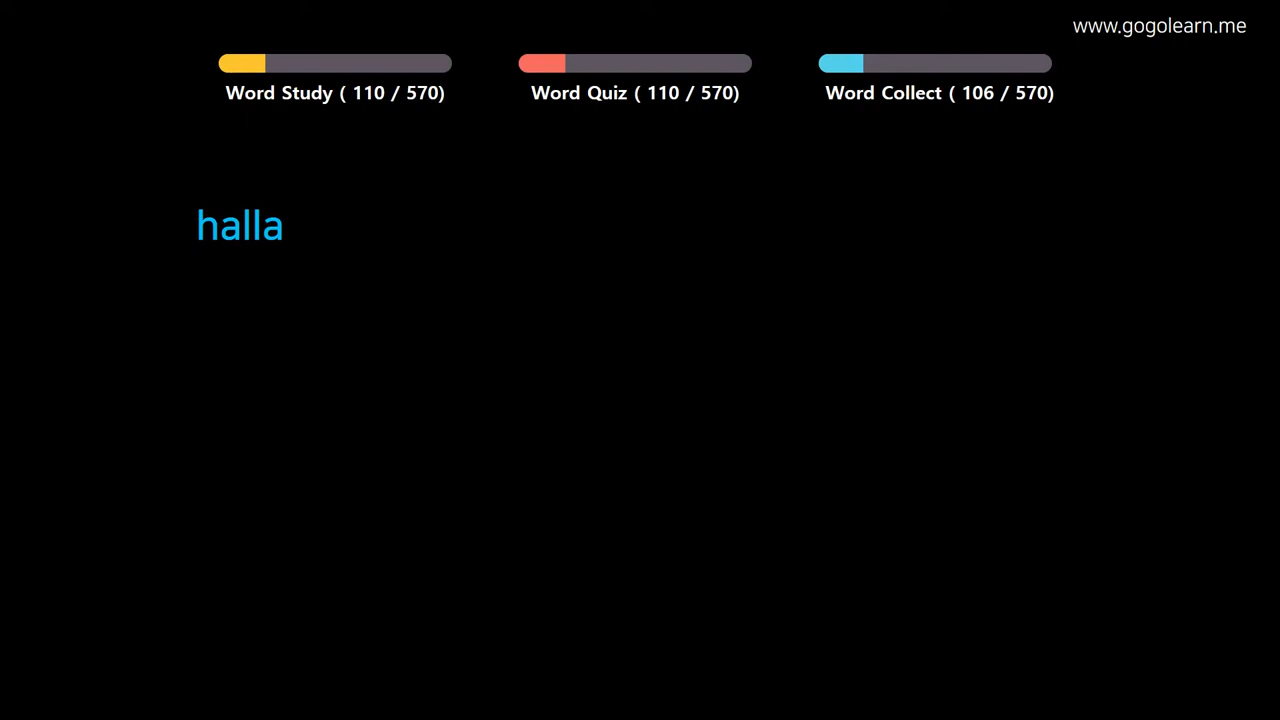 www.gogolearn.me
Word Study ( 110 / 570)
Word Quiz ( 110 / 570)
Word Collect ( 106 / 570)
halla